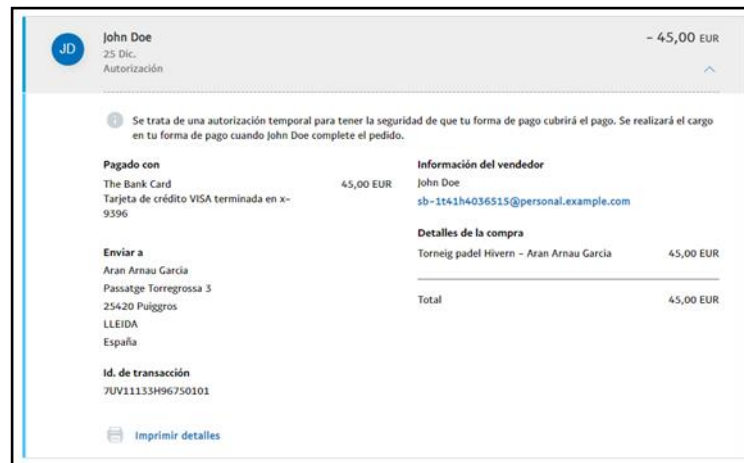 JD
John Doe
- 45,00 EUR
25 Dic.
Autorización
Se trata de una autorización temporal para tener la seguridad de que tu forma de pago cubrirá el pago. Se realizará el cargo
en tu forma de pago cuando John Doe complete el pedido.
Pagado con
The Bank Card 45,00 EUR
Tarjeta de crédito VISA terminada en x-
9396
Enviar a
Aran Arnau Garcia
Passatge Torregrossa 3
25420 Puiggros
LLEIDA
España
Id. de transacción
7UV11133H96750101
Imprimir detalles
Información del vendedor
John Doe
sb-1t41h4036515@personal.example.com
Detalles de la compra
Torneig padel Hivern - Aran Arnau Garcia 45,00 EUR
Total 45,00 EUR